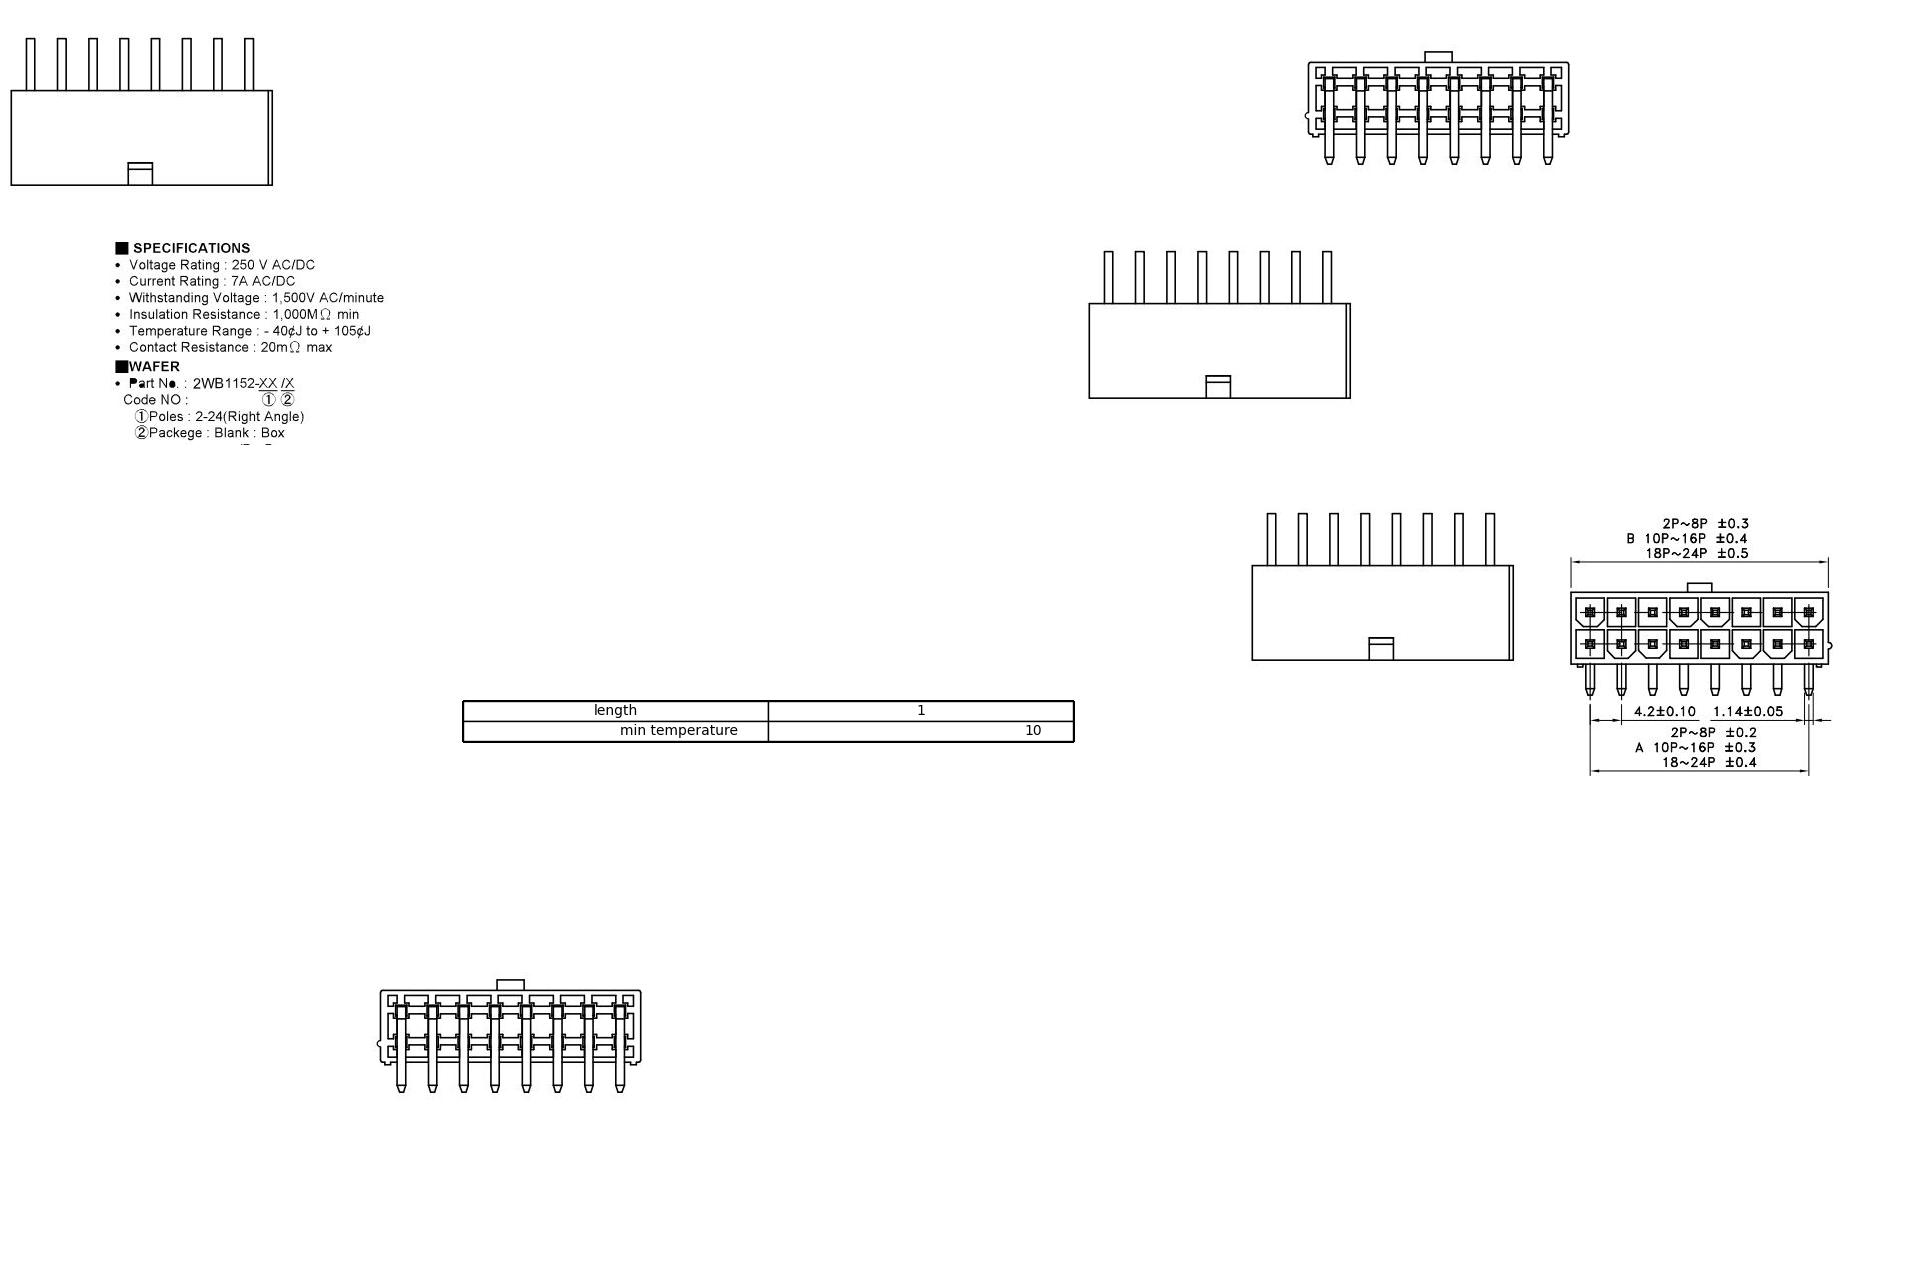 ■ SPECIFICATIONS
• Voltage Rating : 250 V AC/DC
• Current Rating : 7A AC/DC
• Withstanding Voltage : 1,500V AC/minute
• Insulation Resistance : 1,000MΩ min
• Temperature Range : - 40¢J to + 105¢J
• Contact Resistance : 20mΩ max
■WAFER
• Part No. : 2WB1152-XX /X
Code NO : ① ②
①Poles : 2-24(Right Angle)
②Packege : Blank : Box
2P~8P ±0.3
B 10P~16P ±0.4
18P~24P ±0.5
4.2±0.10 1.14±0.05
2P~8P ±0.2
A 10P~16P ±0.3
18~24P ±0.4
length 1
min temperature 10